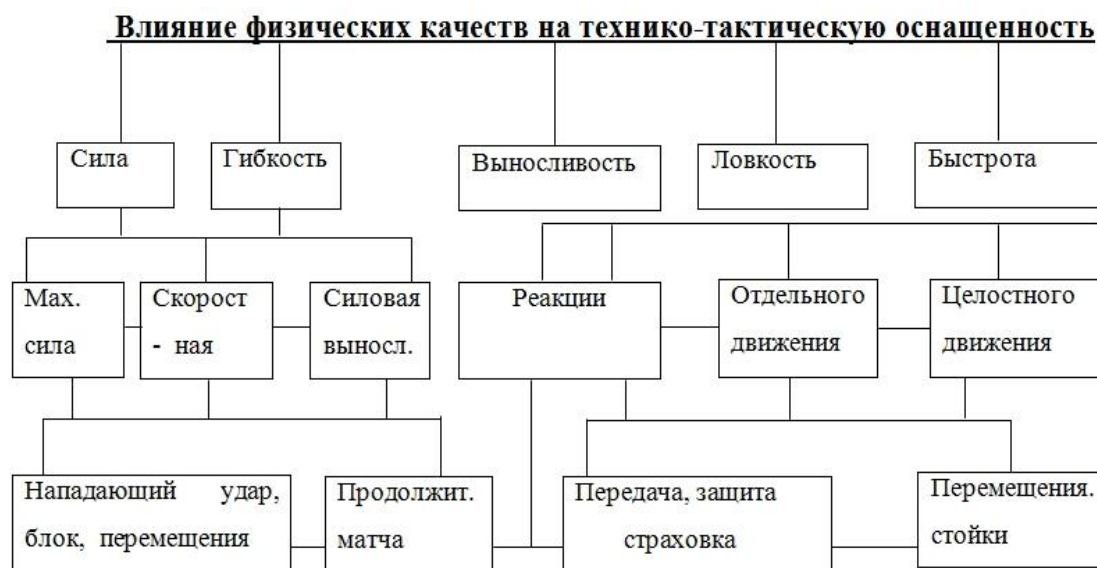 Влияние физических качеств на технико-тактическую оснащенность
Сила
Гибкость
Выносливость
Ловкость
Быстрота
Мах.
сила
Скорост
- ная
Силовая
выносл.
Реакции
Отдельного
движения
Целостного
движения
Нападающий удар,
блок, перемещения
Продолжит.
матча
Передача, защита
страховка
Перемещения.
стойки